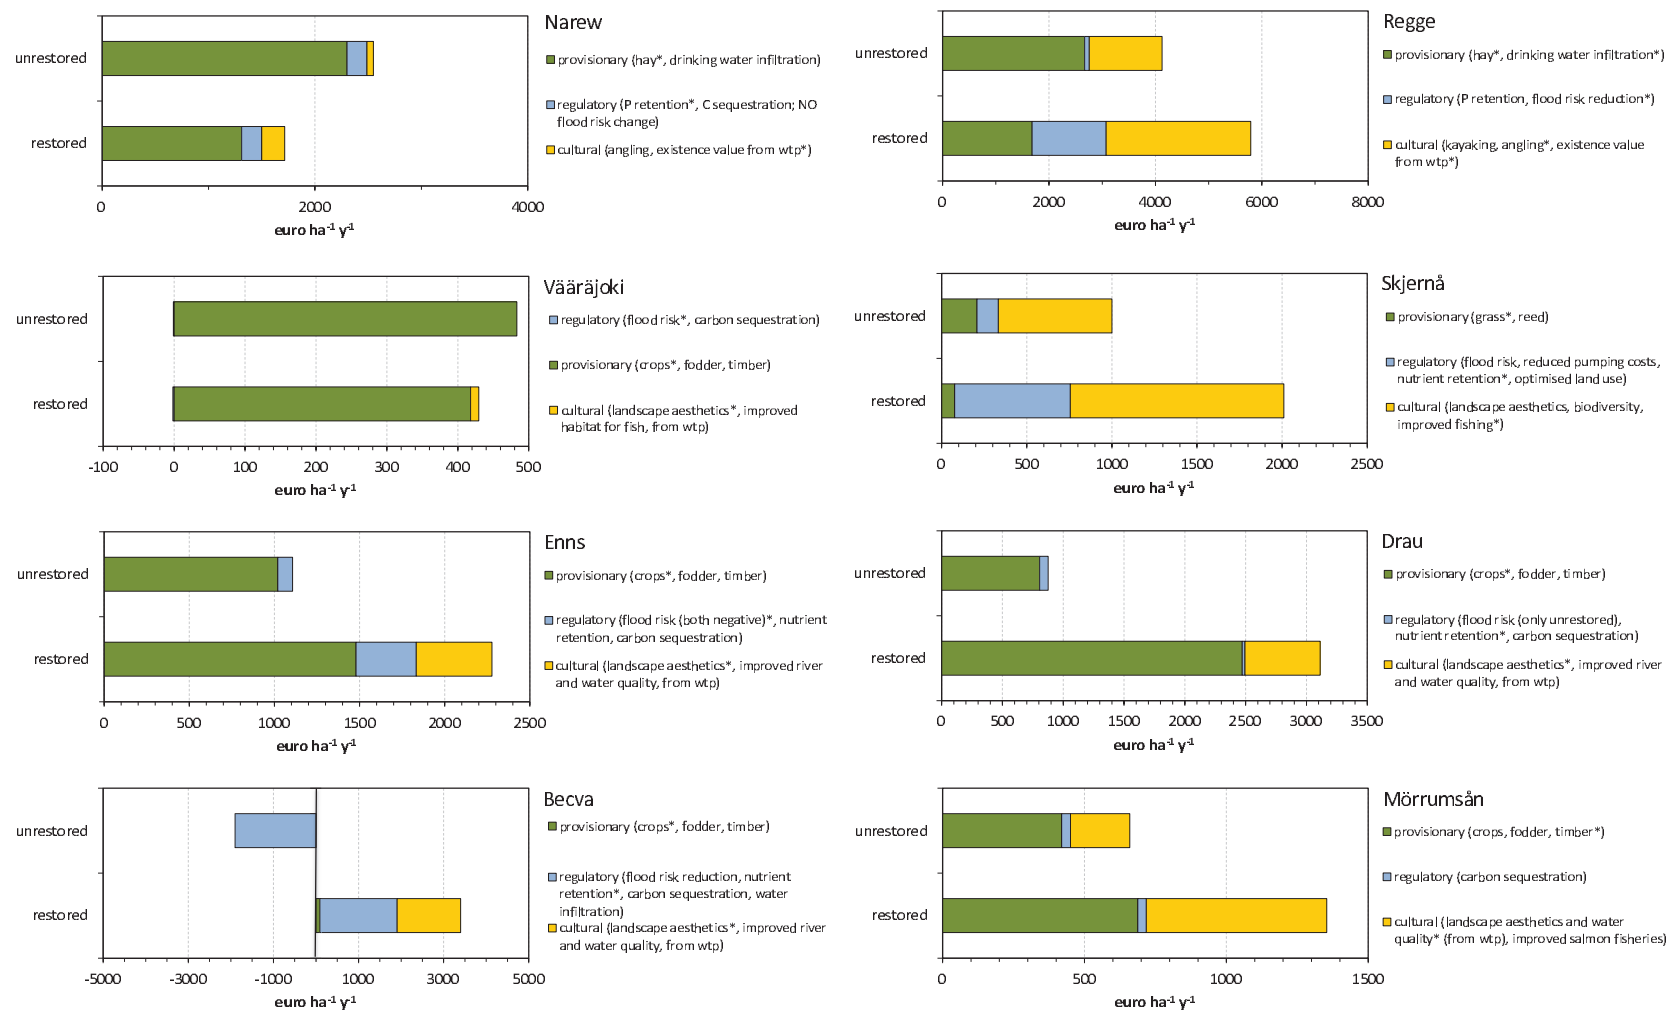 Narew
unrestored
restored
provisionary (hay*, drinking water infiltration)
regulatory (P retention*, C sequestration; NO
flood risk change)
cultural (angling, existence value from wtp*)
0 2000 4000
euro ha-1 y-1
Regge
unrestored
restored
provisionary (hay*, drinking water infiltration*)
regulatory (P retention, flood risk reduction*)
cultural (kayaking, angling*, existence value
from wtp*)
0 2000 4000 6000 8000
euro ha-1 y-1
Vääräjoki
unrestored
restored
regulatory (flood risk*, carbon sequestration)
provisionary (crops*, fodder, timber)
cultural (landscape aesthetics*, improved
habitat for fish, from wtp)
-100 0 100 200 300 400 500
euro ha-1 y-1
Skjernå
unrestored
restored
provisionary (grass*, reed)
regulatory (flood risk, reduced pumping costs,
nutrient retention*, optimised land use)
cultural (landscape aesthetics, biodiversity,
improved fishing*)
0 500 1000 1500 2000 2500
euro ha-1 y-1
Enns
unrestored
restored
provisionary (crops*, fodder, timber)
regulatory (flood risk (both negative)*, nutrient
retention, carbon sequestration)
cultural (landscape aesthetics*, improved river
and water quality, from wtp)
0 500 1000 1500 2000 2500
euro ha-1 y-1
Drau
unrestored
restored
provisionary (crops*, fodder, timber)
regulatory (flood risk (only unrestored),
nutrient retention*, carbon sequestration)
cultural (landscape aesthetics*, improved river
and water quality, from wtp)
0 500 1000 1500 2000 2500 3000 3500
euro ha-1 y-1
Becva
unrestored
restored
provisionary (crops*, fodder, timber)
regulatory (flood risk reduction, nutrient
retention*, carbon sequestration, water
infiltration)
cultural (landscape aesthetics*, improved river
and water quality, from wtp)
-5000 -3000 -1000 1000 3000 5000
euro ha-1 y-1
Mörrumsån
unrestored
restored
provisionary (crops, fodder, timber*)
regulatory (carbon sequestration)
cultural (landscape aesthetics and water
quality* (from wtp), improved salmon fisheries)
0 500 1000 1500
euro ha-1 y-1